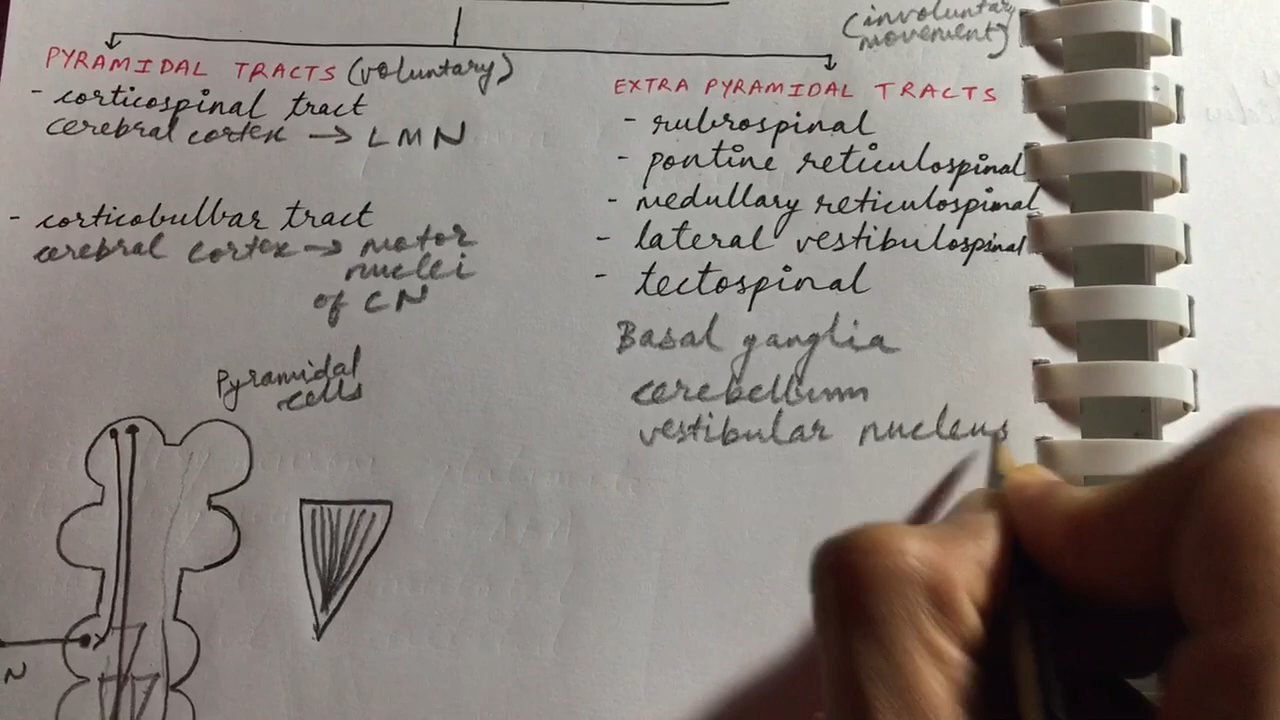 (involuntary
movement)
PYRAMIDAL TRACTS (voluntary)
- corticospinal tract
cerebral cortex → LMN
- corticobulbar tract
cerebral cortex → motor
nuclei
of CN
Pyramidal
cells
N
EXTRA PYRAMIDAL TRACTS
- rubrospinal
- pontine reticulospinal
- medullary reticulospinal
- lateral vestibulospinal
- tectospinal
Basal ganglia
cerebellum
vestibular nucleus